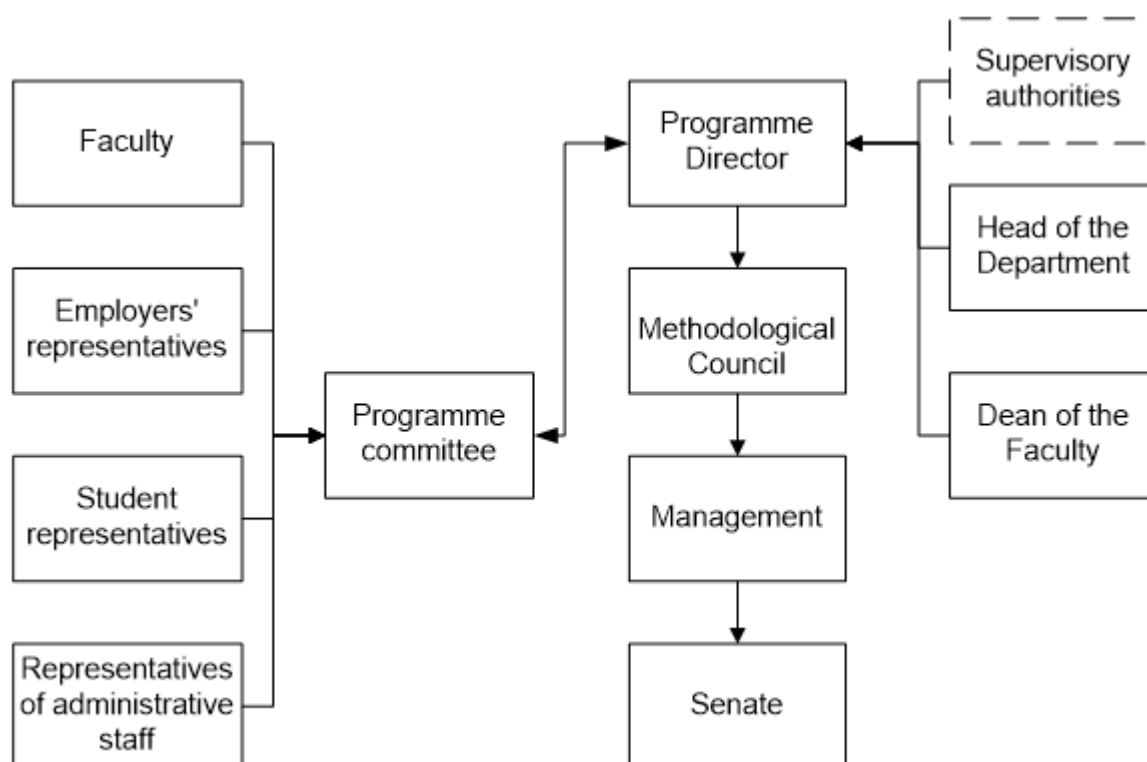 Faculty
Employers'
representatives
Student
representatives
Representatives
of administrative
staff
Programme
committee
Programme
Director
Methodological
Council
Management
Senate
Supervisory
authorities
Head of the
Department
Dean of the
Faculty